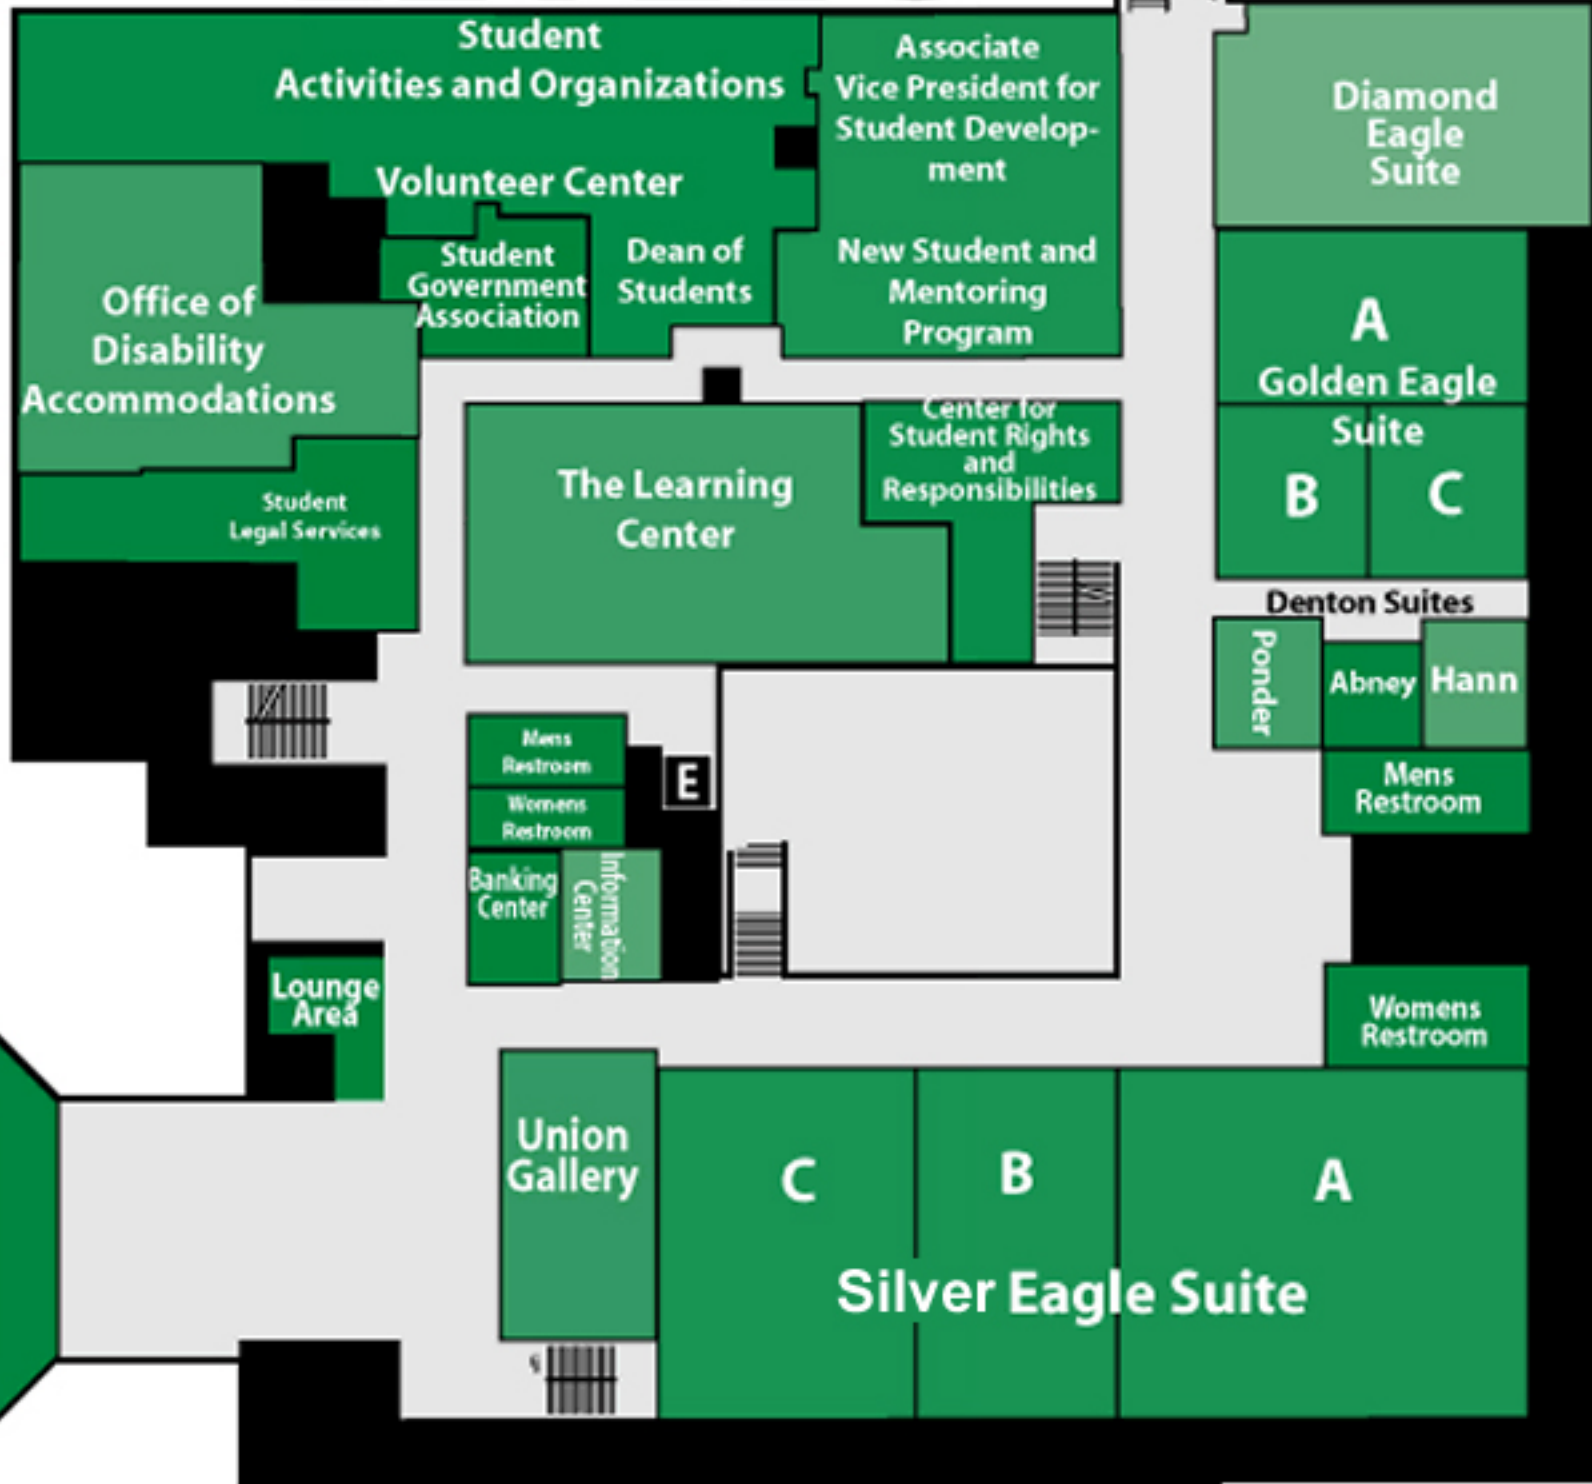 Student
Activities and Organizations
Volunteer Center
Associate
Vice President for
Student Develop-
ment
New Student and
Mentoring
Program
Diamond
Eagle
Suite
Office of
Disability
Accommodations
Student
Government
Association
Dean of
Students
A
Golden Eagle
Suite
B
C
Student
Legal Services
The Learning
Center
Center for
Student Rights
and
Responsibilities
Denton Suites
Ponder
Abney
Hann
Mens
Restroom
Mens
Restroom
Womens
Restroom
E
Banking
Center
Information
Center
Lounge
Area
Womens
Restroom
Union
Gallery
C
B
A
Silver Eagle Suite